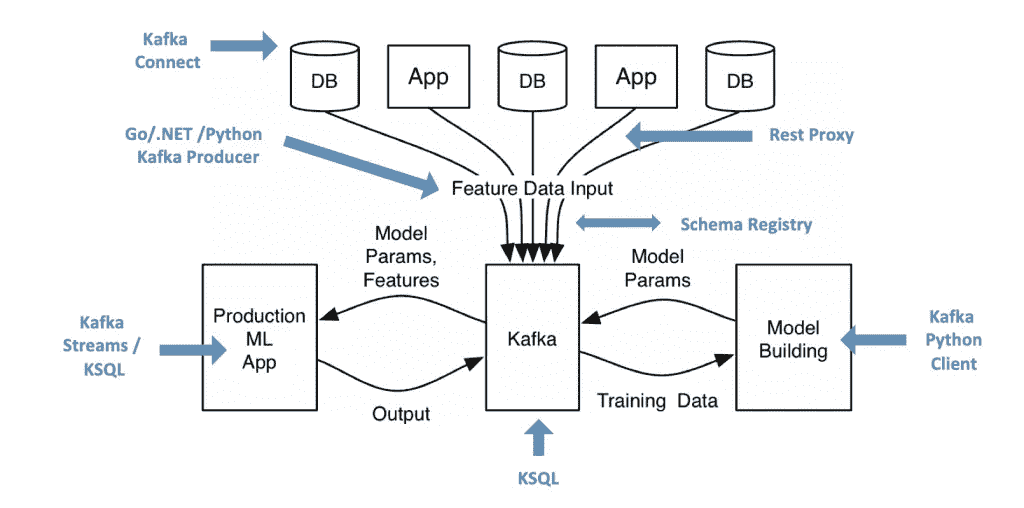 Kafka
Connect
DB
App
DB
App
DB
Go/.NET /Python
Kafka Producer
Rest Proxy
Feature Data Input
Schema Registry
Model
Params,
Features
Model
Params
Kafka
Streams /
KSQL
Production
ML
App
Kafka
Model
Building
Kafka
Python
Client
Output
Training Data
KSQL